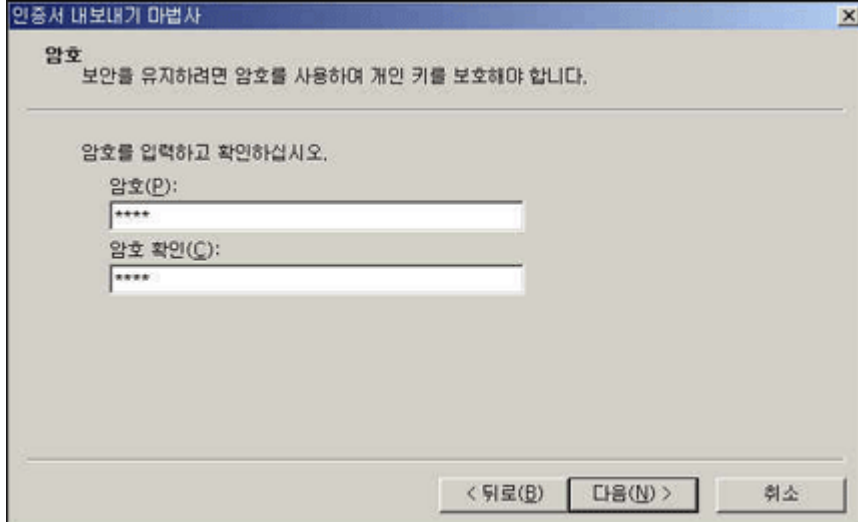 인증서 내보내기 마법사
암호
보안을 유지하려면 암호를 사용하여 개인 키를 보호해야 합니다.
암호를 입력하고 확인하십시오.
암호(P):
****
암호 확인(C):
****
< 뒤로(B) 다음(N) > 취소